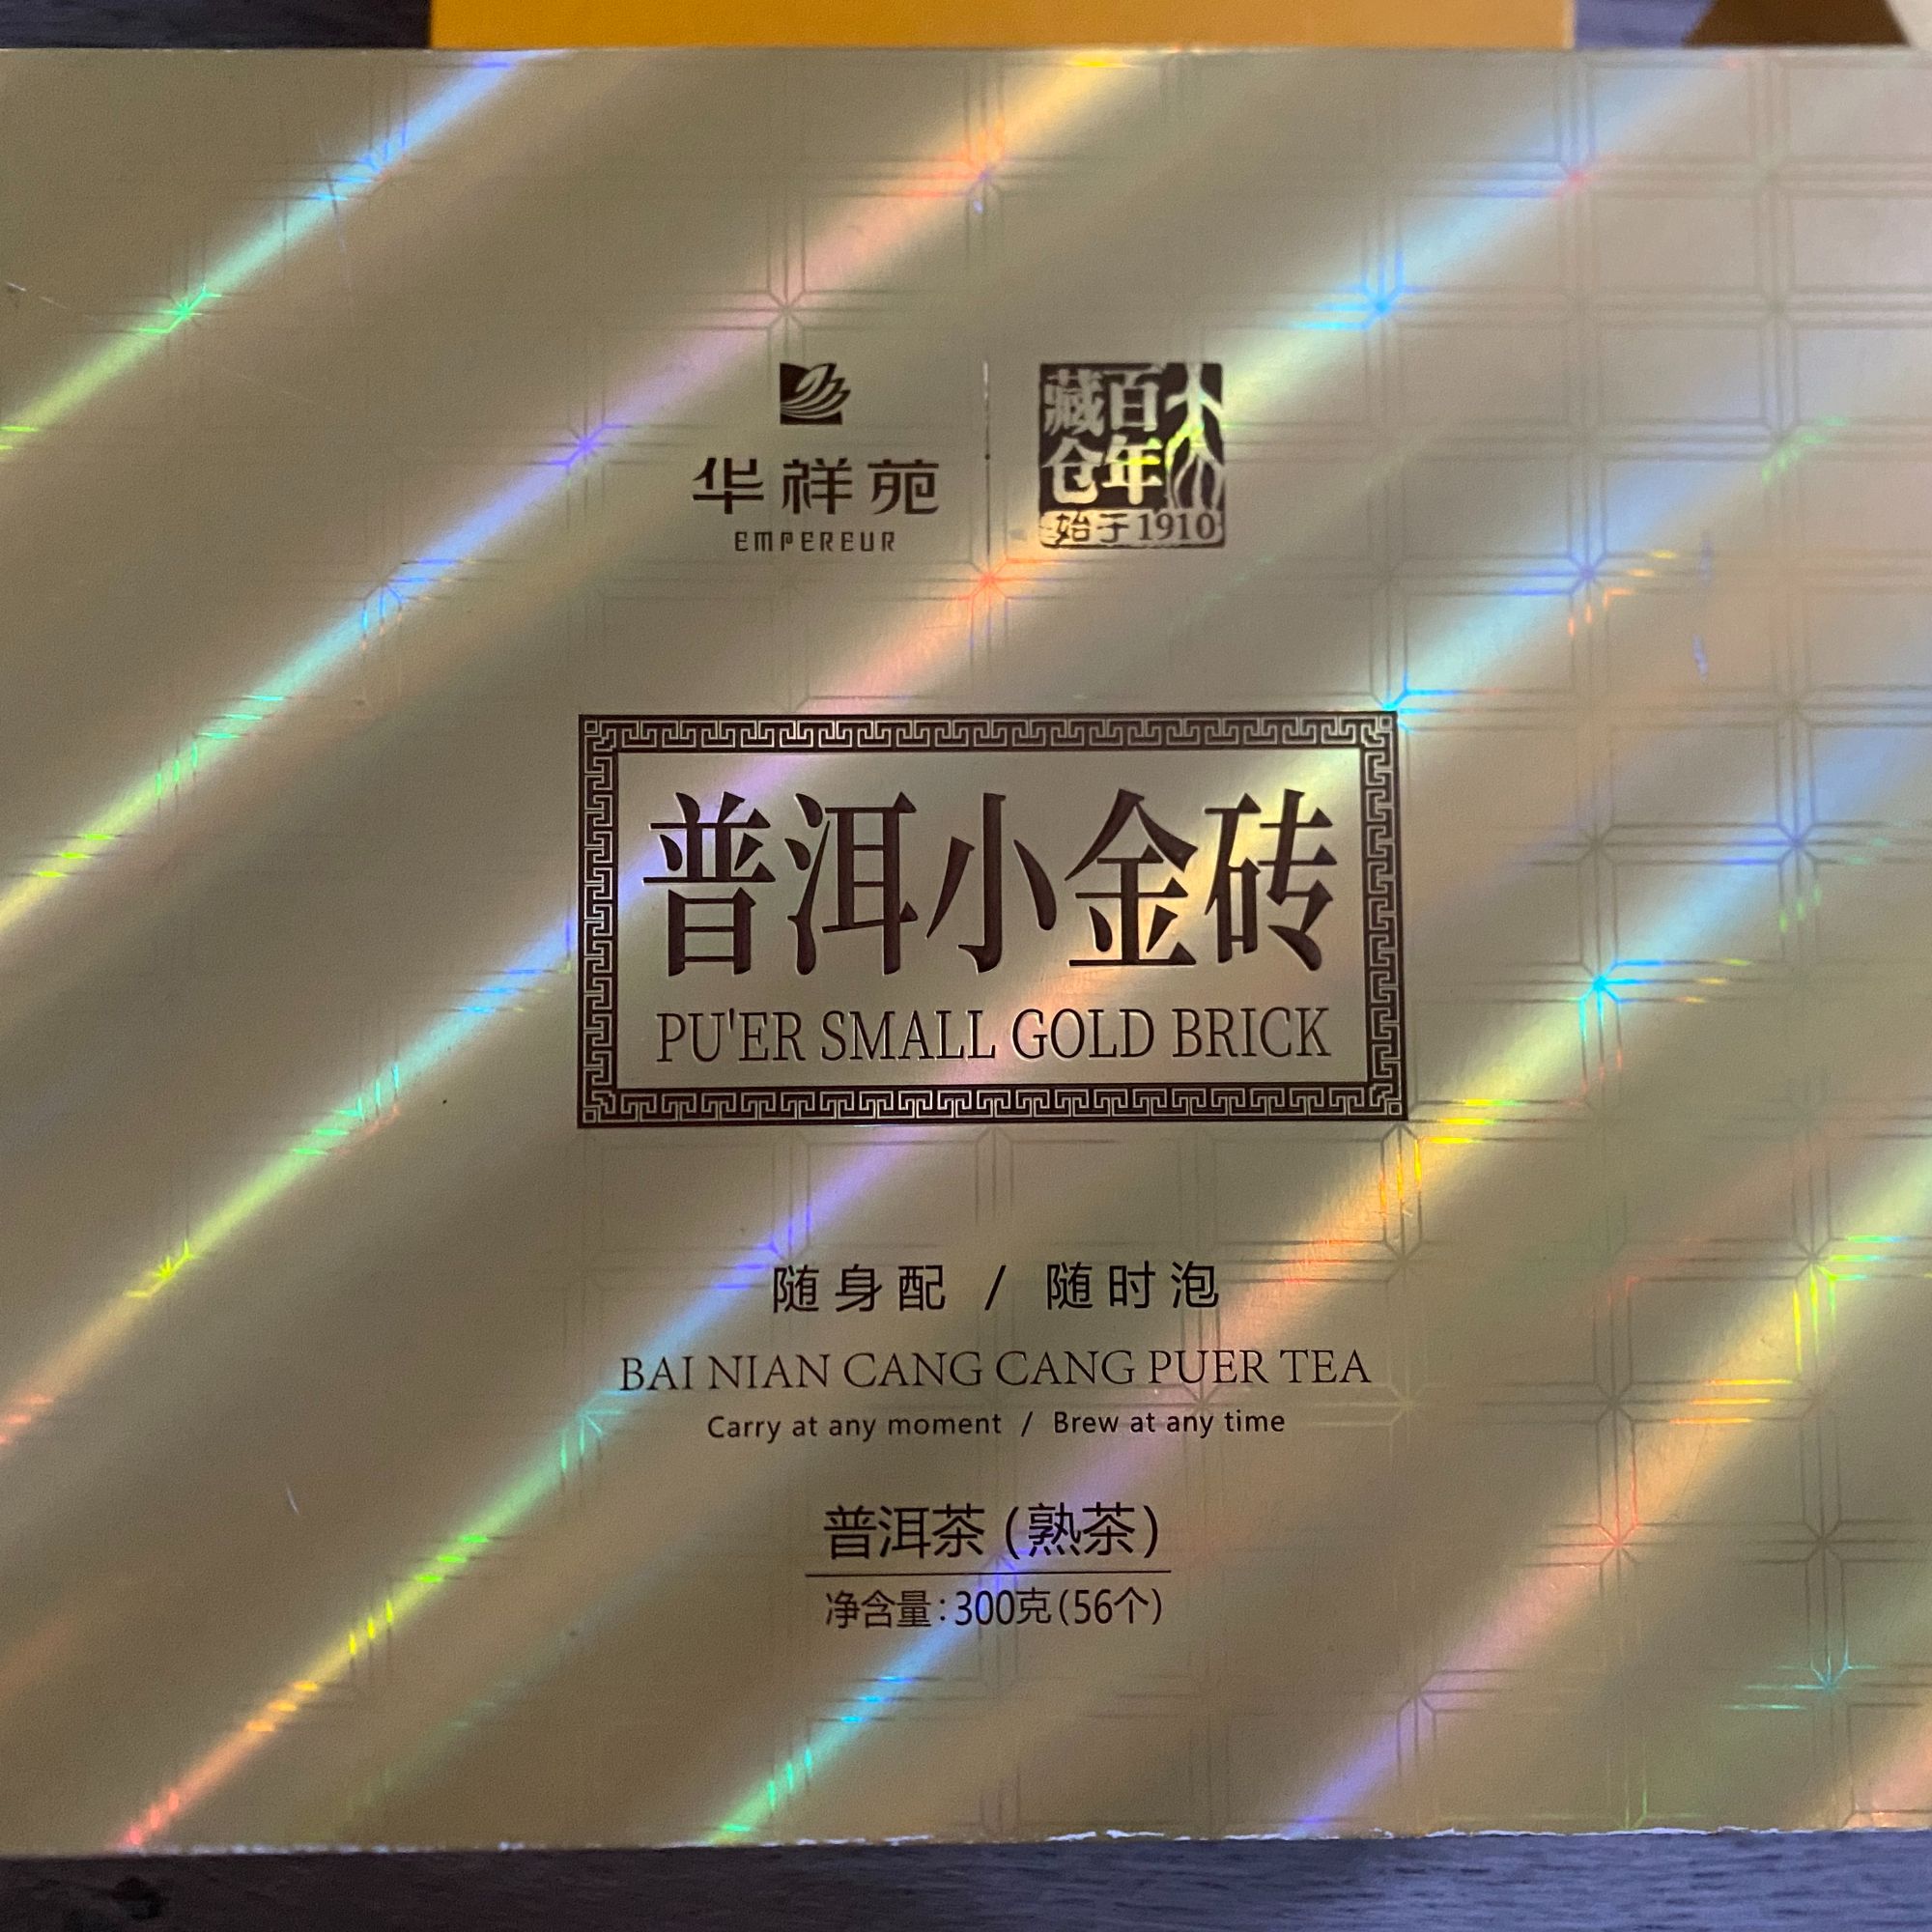 华祥苑
EMPEREUR
百年
藏仓
始于1910
普洱小金砖
PU'ER SMALL GOLD BRICK
随身配 / 随时泡
BAI NIAN CANG CANG PUER TEA
Carry at any moment / Brew at any time
普洱茶(熟茶)
净含量:300克(56个)